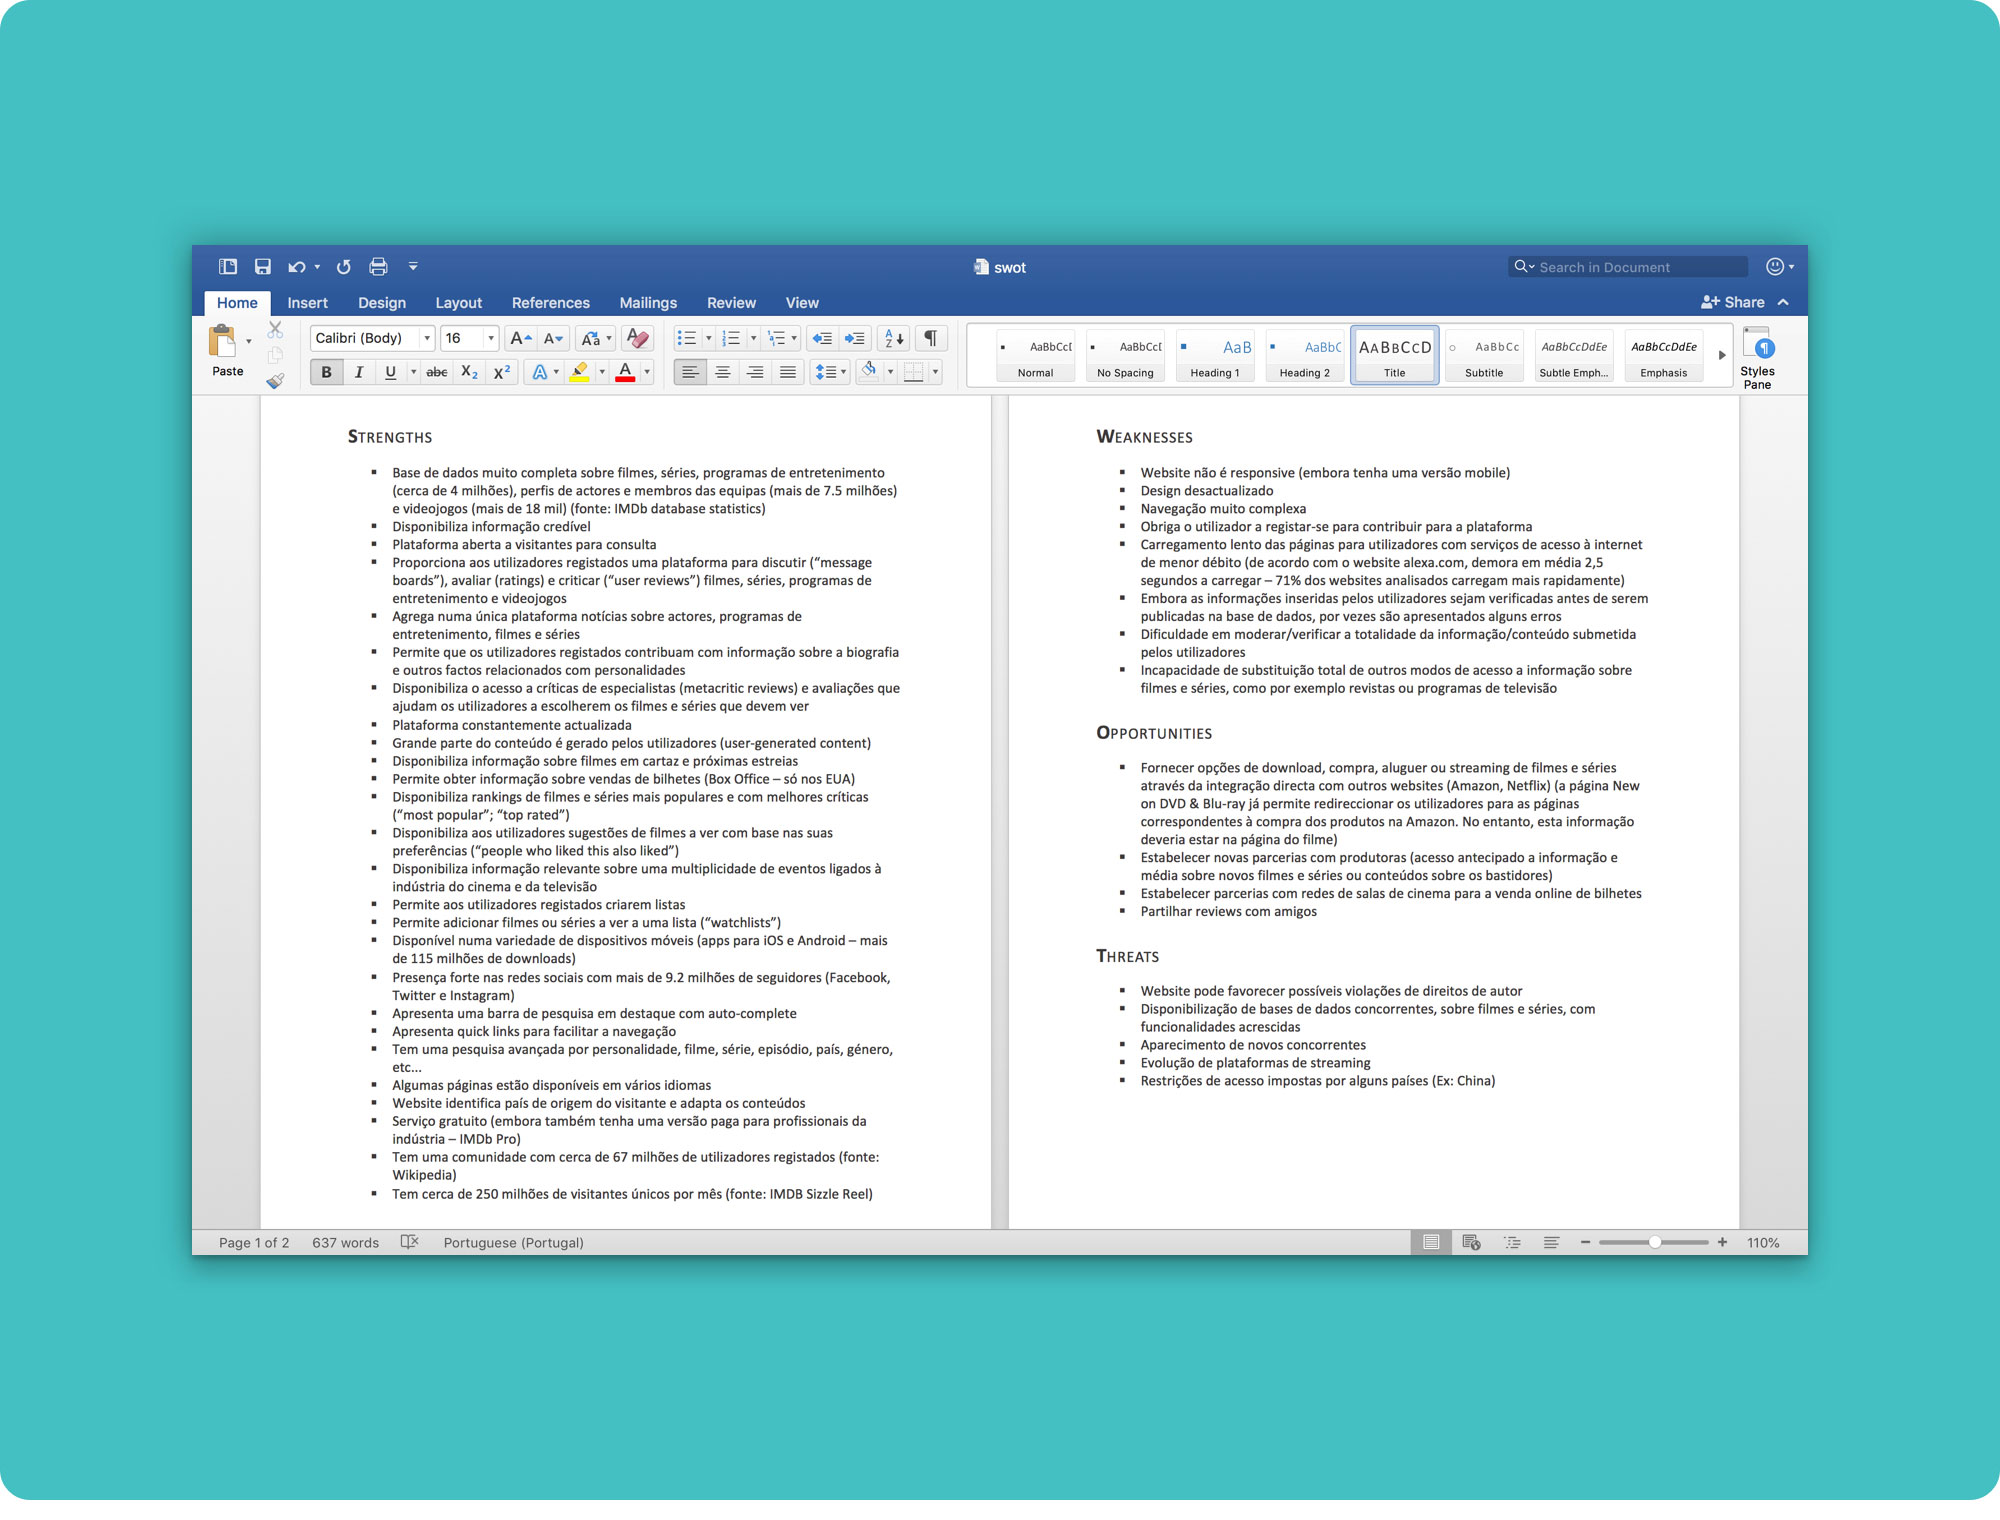 swot
Search in Document
Home Insert Design Layout References Mailings Review View
Share
Paste
Calibri (Body) 16
AaBbCcI AaBbCcI AaB AaBbC AABBCCD AaBbCc AaBbCcDdEe AaBbCcDdEe
Normal No Spacing Heading 1 Heading 2 Title Subtitle Subtle Emph... Emphasis
Styles
Pane
STRENGTHS
▪ Base de dados muito completa sobre filmes, séries, programas de entretenimento
(cerca de 4 milhões), perfis de actores e membros das equipas (mais de 7.5 milhões)
e videojogos (mais de 18 mil) (fonte: IMDb database statistics)
▪ Disponibiliza informação credível
▪ Plataforma aberta a visitantes para consulta
▪ Proporciona aos utilizadores registados uma plataforma para discutir (“message
boards”), avaliar (ratings) e criticar (“user reviews”) filmes, séries, programas de
entretenimento e videojogos
▪ Agrega numa única plataforma notícias sobre actores, programas de
entretenimento, filmes e séries
▪ Permite que os utilizadores registados contribuam com informação sobre a biografia
e outros factos relacionados com personalidades
▪ Disponibiliza o acesso a críticas de especialistas (metacritic reviews) e avaliações que
ajudam os utilizadores a escolherem os filmes e séries que devem ver
▪ Plataforma constantemente actualizada
▪ Grande parte do conteúdo é gerado pelos utilizadores (user-generated content)
▪ Disponibiliza informação sobre filmes em cartaz e próximas estreias
▪ Permite obter informação sobre vendas de bilhetes (Box Office – só nos EUA)
▪ Disponibiliza rankings de filmes e séries mais populares e com melhores críticas
(“most popular”; “top rated”)
▪ Disponibiliza aos utilizadores sugestões de filmes a ver com base nas suas
preferências (“people who liked this also liked”)
▪ Disponibiliza informação relevante sobre uma multiplicidade de eventos ligados à
indústria do cinema e da televisão
▪ Permite aos utilizadores registados criarem listas
▪ Permite adicionar filmes ou séries a ver a uma lista (“watchlists”)
▪ Disponível numa variedade de dispositivos móveis (apps para iOS e Android – mais
de 115 milhões de downloads)
▪ Presença forte nas redes sociais com mais de 9.2 milhões de seguidores (Facebook,
Twitter e Instagram)
▪ Apresenta uma barra de pesquisa em destaque com auto-complete
▪ Apresenta quick links para facilitar a navegação
▪ Tem uma pesquisa avançada por personalidade, filme, série, episódio, país, género,
etc...
▪ Algumas páginas estão disponíveis em vários idiomas
▪ Website identifica país de origem do visitante e adapta os conteúdos
▪ Serviço gratuito (embora também tenha uma versão paga para profissionais da
indústria – IMDb Pro)
▪ Tem uma comunidade com cerca de 67 milhões de utilizadores registados (fonte:
Wikipedia)
▪ Tem cerca de 250 milhões de visitantes únicos por mês (fonte: IMDB Sizzle Reel)
WEAKNESSES
▪ Website não é responsive (embora tenha uma versão mobile)
▪ Design desactualizado
▪ Navegação muito complexa
▪ Obriga o utilizador a registar-se para contribuir para a plataforma
▪ Carregamento lento das páginas para utilizadores com serviços de acesso à internet
de menor débito (de acordo com o website alexa.com, demora em média 2,5
segundos a carregar – 71% dos websites analisados carregam mais rapidamente)
▪ Embora as informações inseridas pelos utilizadores sejam verificadas antes de serem
publicadas na base de dados, por vezes são apresentados alguns erros
▪ Dificuldade em moderar/verificar a totalidade da informação/conteúdo submetida
pelos utilizadores
▪ Incapacidade de substituição total de outros modos de acesso a informação sobre
filmes e séries, como por exemplo revistas ou programas de televisão
OPPORTUNITIES
▪ Fornecer opções de download, compra, aluguer ou streaming de filmes e séries
através da integração directa com outros websites (Amazon, Netflix) (a página New
on DVD & Blu-ray já permite redireccionar os utilizadores para as páginas
correspondentes à compra dos produtos na Amazon. No entanto, esta informação
deveria estar na página do filme)
▪ Estabelecer novas parcerias com produtoras (acesso antecipado a informação e
média sobre novos filmes e séries ou conteúdos sobre os bastidores)
▪ Estabelecer parcerias com redes de salas de cinema para a venda online de bilhetes
▪ Partilhar reviews com amigos
THREATS
▪ Website pode favorecer possíveis violações de direitos de autor
▪ Disponibilização de bases de dados concorrentes, sobre filmes e séries, com
funcionalidades acrescidas
▪ Aparecimento de novos concorrentes
▪ Evolução de plataformas de streaming
▪ Restrições de acesso impostas por alguns países (Ex: China)
Page 1 of 2 637 words Portuguese (Portugal) 110%